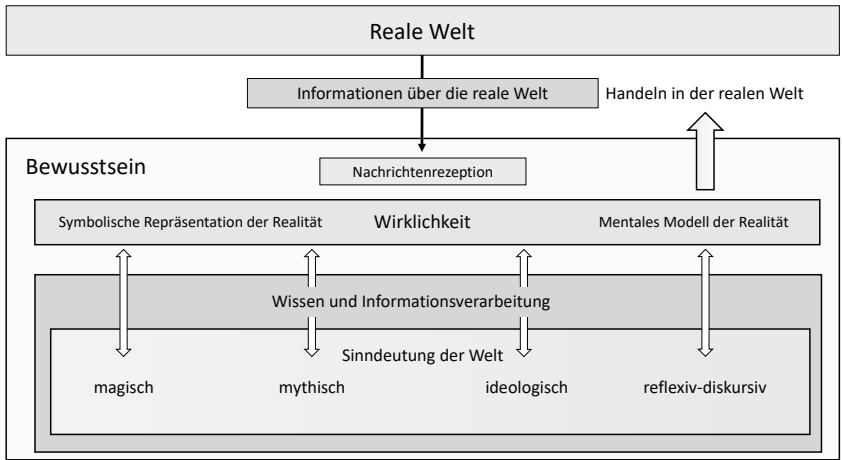 Reale Welt
Informationen über die reale Welt
Handeln in der realen Welt
Bewusstsein
Nachrichtenrezeption
Symbolische Repräsentation der Realität
Wirklichkeit
Mentales Modell der Realität
Wissen und Informationsverarbeitung
Sinndeutung der Welt
magisch
mythisch
ideologisch
reflexiv-diskursiv